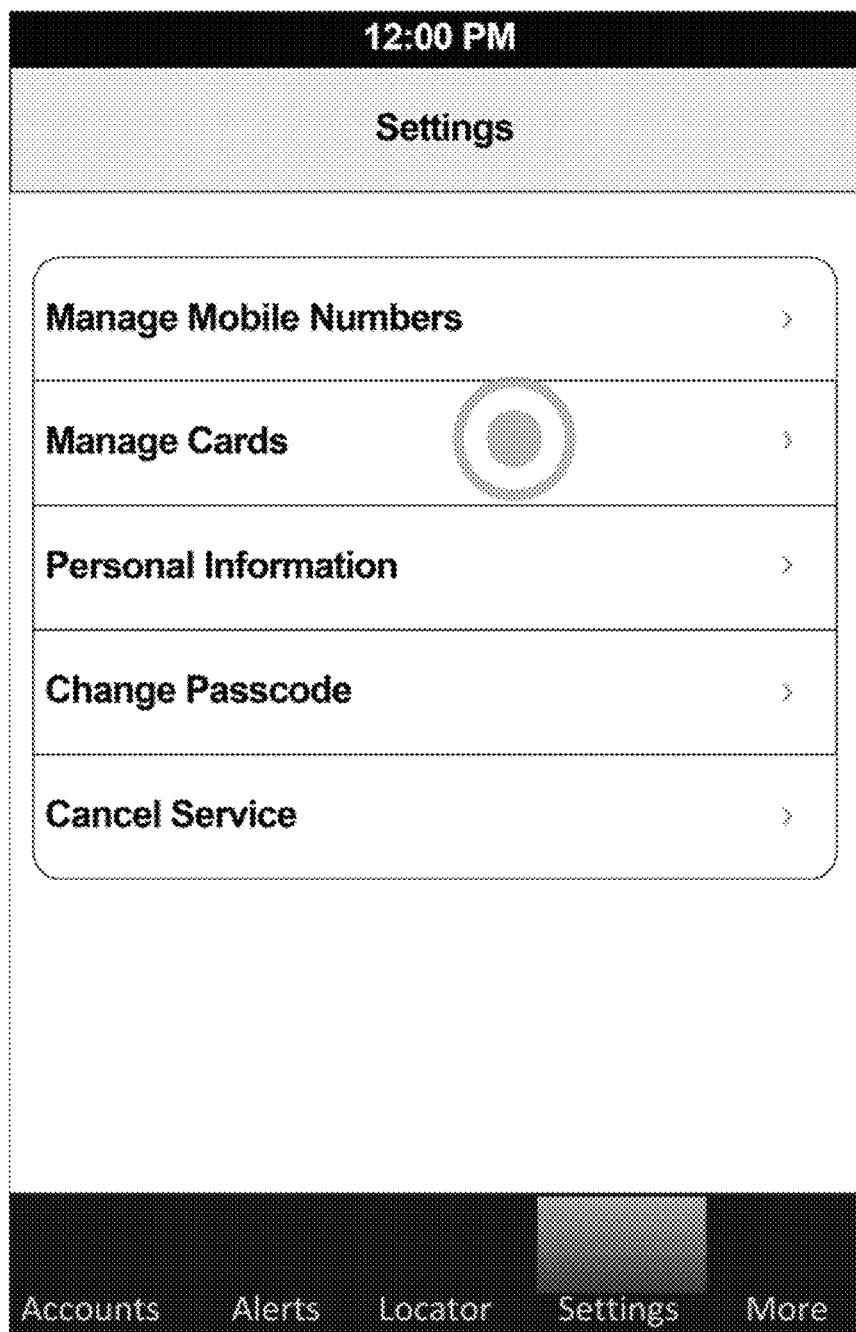 12:00 PM
Settings
Manage Mobile Numbers
Manage Cards
Personal Information
Change Passcode
Cancel Service
Accounts Alerts Locator Settings More